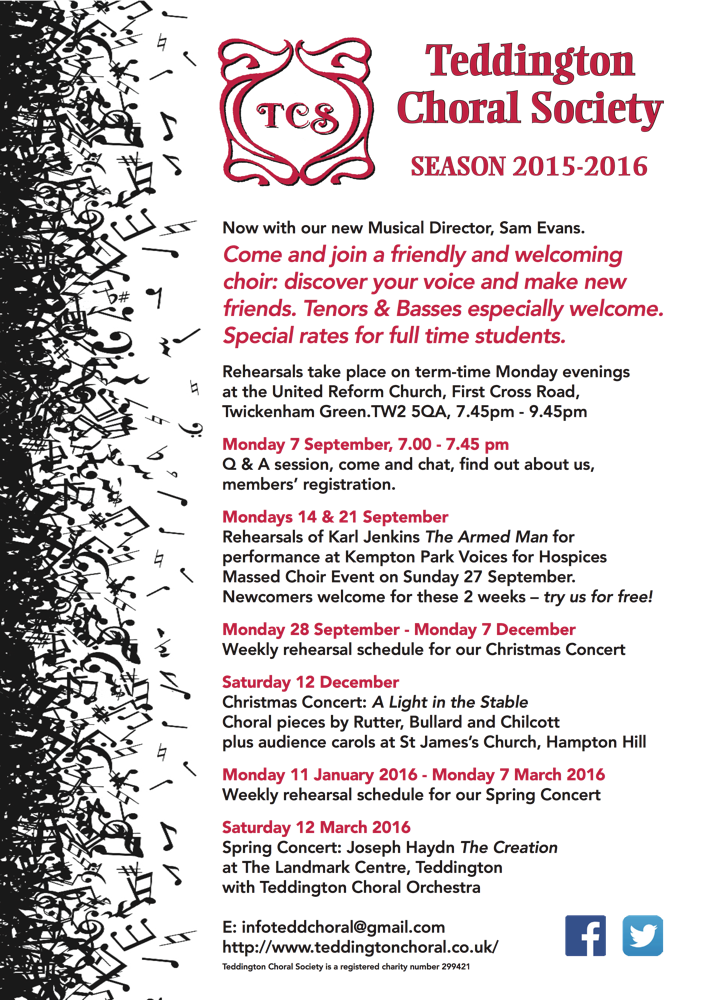 TCS
Teddington
Choral Society
SEASON 2015-2016
Now with our new Musical Director, Sam Evans.
Come and join a friendly and welcoming
choir: discover your voice and make new
friends. Tenors & Basses especially welcome.
Special rates for full time students.
Rehearsals take place on term-time Monday evenings
at the United Reform Church, First Cross Road,
Twickenham Green.TW2 5QA, 7.45pm - 9.45pm
Monday 7 September, 7.00 - 7.45 pm
Q & A session, come and chat, find out about us,
members’ registration.
Mondays 14 & 21 September
Rehearsals of Karl Jenkins The Armed Man for
performance at Kempton Park Voices for Hospices
Massed Choir Event on Sunday 27 September.
Newcomers welcome for these 2 weeks – try us for free!
Monday 28 September - Monday 7 December
Weekly rehearsal schedule for our Christmas Concert
Saturday 12 December
Christmas Concert: A Light in the Stable
Choral pieces by Rutter, Bullard and Chilcott
plus audience carols at St James’s Church, Hampton Hill
Monday 11 January 2016 - Monday 7 March 2016
Weekly rehearsal schedule for our Spring Concert
Saturday 12 March 2016
Spring Concert: Joseph Haydn The Creation
at The Landmark Centre, Teddington
with Teddington Choral Orchestra
E: infoteddchoral@gmail.com
http://www.teddingtonchoral.co.uk/
Teddington Choral Society is a registered charity number 299421